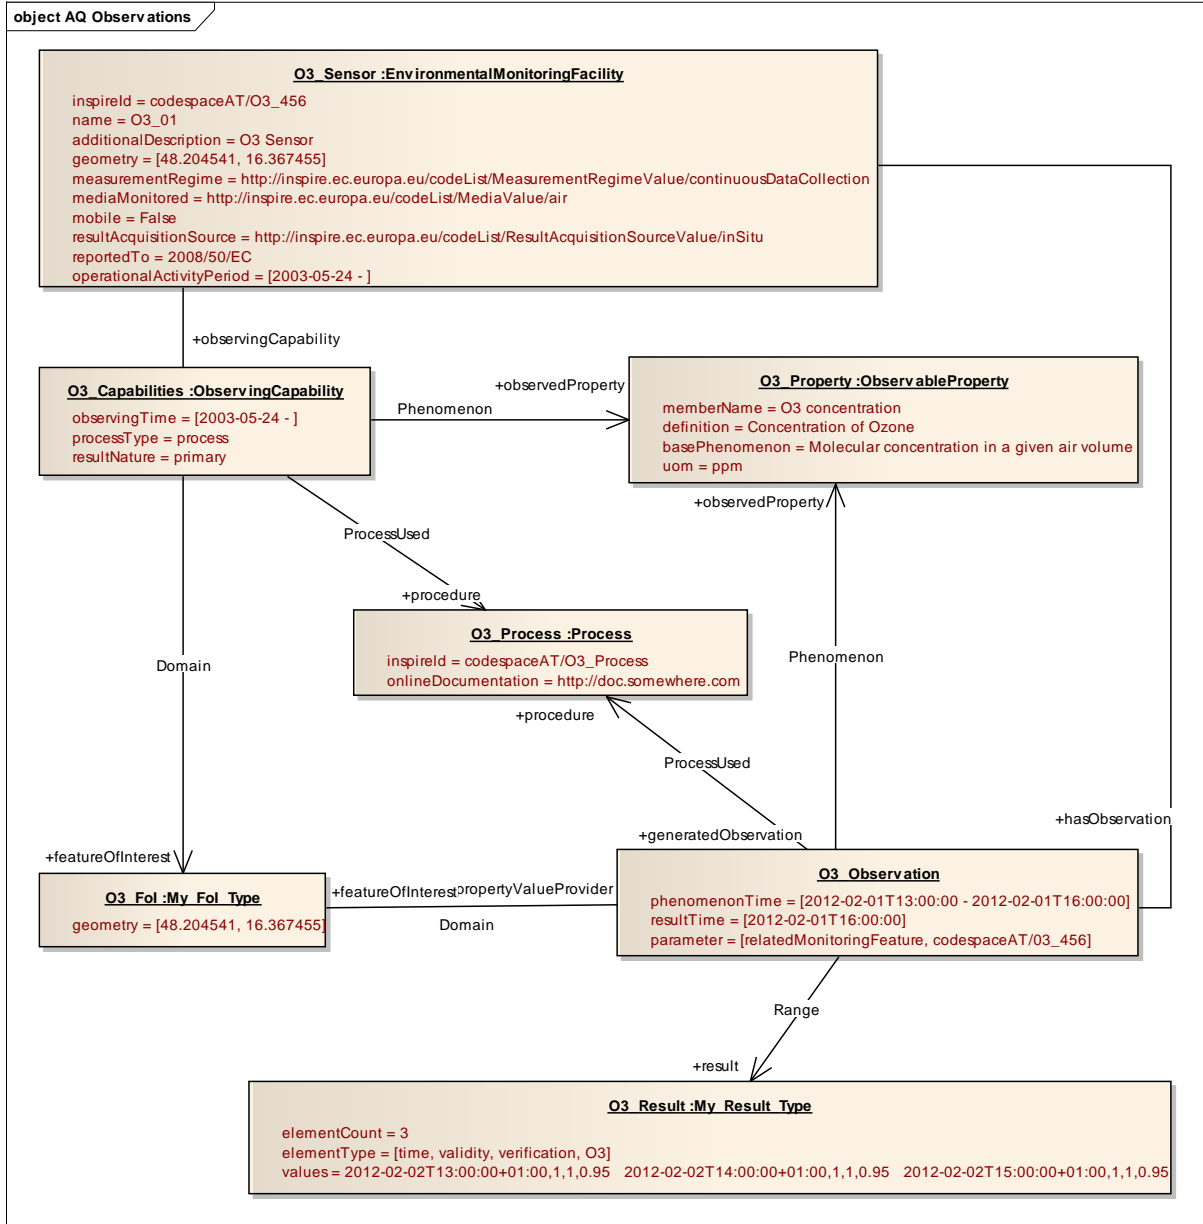 object AQ Observations
O3_Sensor :EnvironmentalMonitoringFacility
inspireId = codespaceAT/O3_456
name = O3_01
additionalDescription = O3 Sensor
geometry = [48.204541, 16.367455]
measurementRegime = http://inspire.ec.europa.eu/codeList/MeasurementRegimeValue/continuousDataCollection
mediaMonitored = http://inspire.ec.europa.eu/codeList/MediaValue/air
mobile = False
resultAcquisitionSource = http://inspire.ec.europa.eu/codeList/ResultAcquisitionSourceValue/inSitu
reportedTo = 2008/50/EC
operationalActivityPeriod = [2003-05-24 - ]
+observingCapability
O3_Capabilities :ObservingCapability
observingTime = [2003-05-24 - ]
processType = process
resultNature = primary
+observedProperty
Phenomenon
O3_Property :ObservableProperty
memberName = O3 concentration
definition = Concentration of Ozone
basePhenomenon = Molecular concentration in a given air volume
uom = ppm
+observedProperty
ProcessUsed
+procedure
O3_Process :Process
inspireId = codespaceAT/O3_Process
onlineDocumentation = http://doc.somewhere.com
Domain
Phenomenon
+procedure
ProcessUsed
+generatedObservation
+hasObservation
+featureOfInterest
O3_FoI :My_FoI_Type
geometry = [48.204541, 16.367455]
+featureOfInterest
propertyValueProvider
Domain
O3_Observation
phenomenonTime = [2012-02-01T13:00:00 - 2012-02-01T16:00:00]
resultTime = [2012-02-01T16:00:00]
parameter = [relatedMonitoringFeature, codespaceAT/03_456]
Range
+result
O3_Result :My_Result_Type
elementCount = 3
elementType = [time, validity, verification, O3]
values = 2012-02-02T13:00:00+01:00,1,1,0.95 2012-02-02T14:00:00+01:00,1,1,0.95 2012-02-02T15:00:00+01:00,1,1,0.95